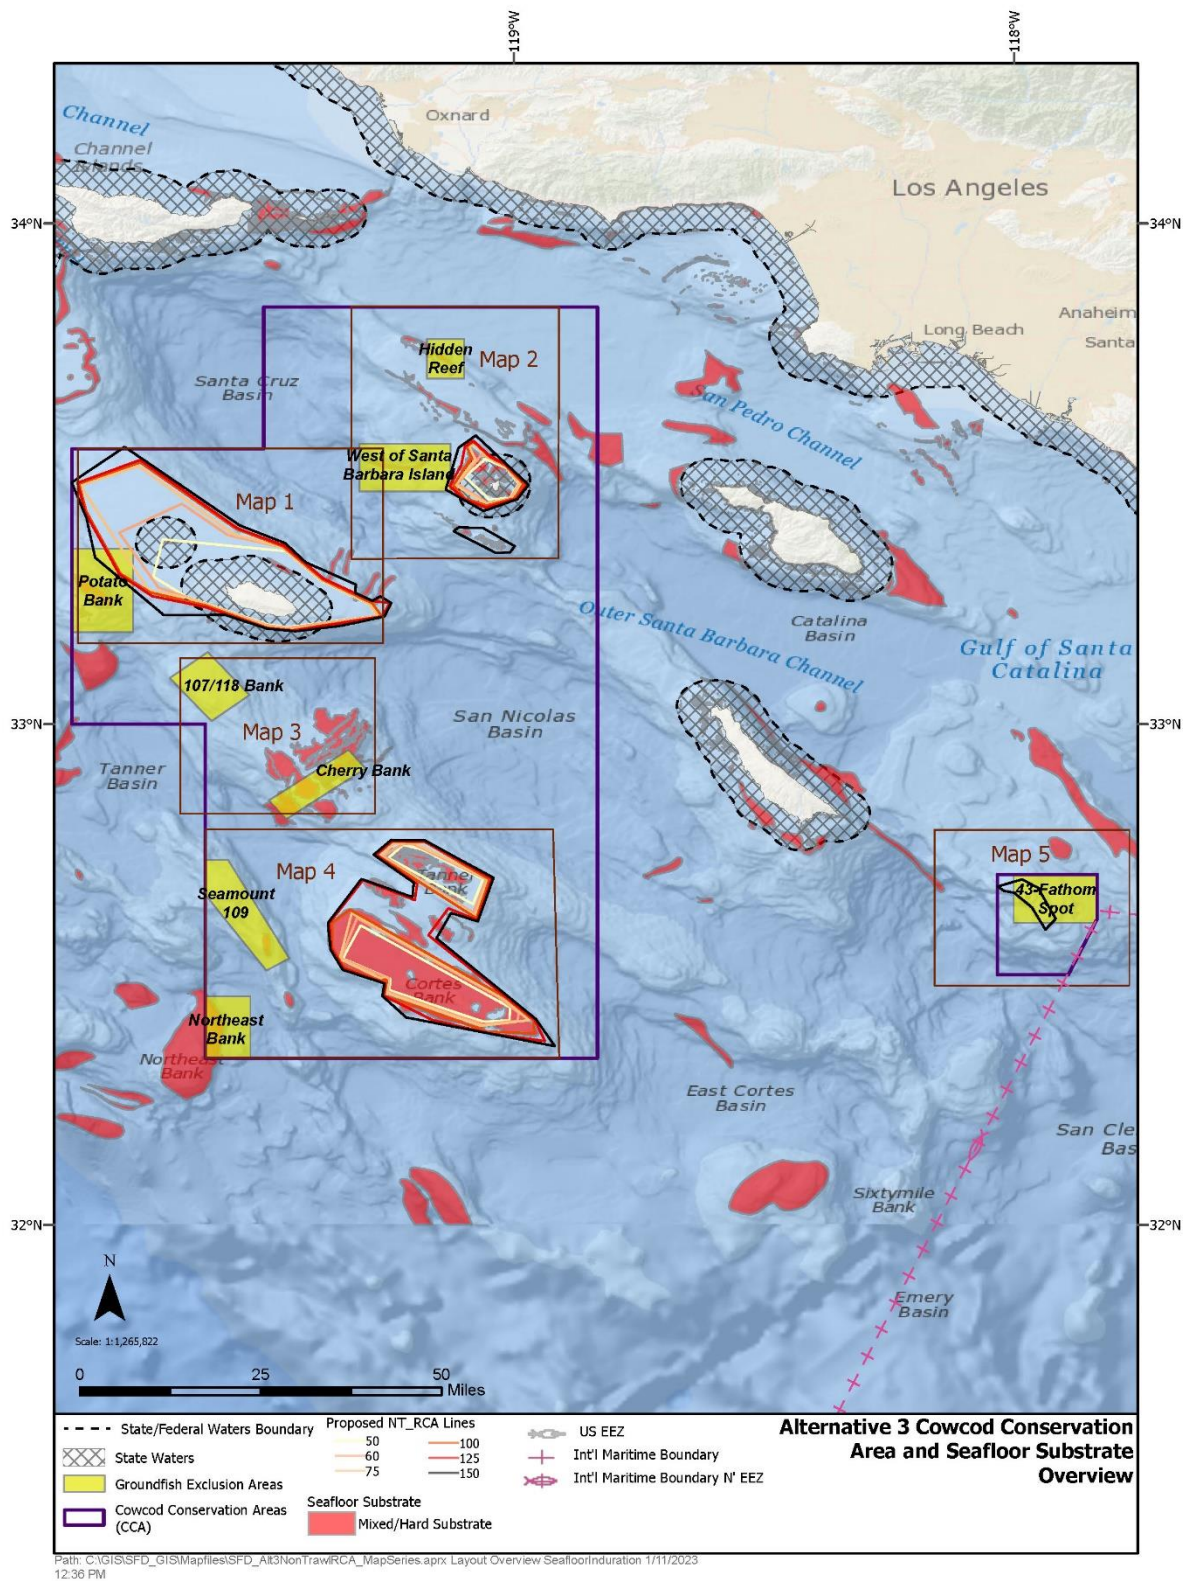 119°W
118°W
Oxnard
Channel
Channel
Islands
Los Angeles
34°N
34°N
Anaheim
Long Beach
Santa
Hidden
Reef
Map 2
Santa Cruz
Basin
San Pedro Channel
West of Santa
Barbara Island
Map 1
Potato
Bank
Outer Santa Barbara Channel
Catalina
Basin
Gulf of Santa
Catalina
107/118 Bank
San Nicolas
Basin
33°N
33°N
Map 3
Tanner
Basin
Cherry Bank
Map 4
Tanner
Bank
Map 5
Seamount
109
43-Fathom
Spot
Cortes
Bank
Northeast
Bank
Northeast
Bank
East Cortes
Basin
San Cle
Bas
Sixtymile
Bank
32°N
32°N
N
Emery
Basin
Scale: 1:1,265,822
0 25 50
Miles
State/Federal Waters Boundary
State Waters
Groundfish Exclusion Areas
Cowcod Conservation Areas
(CCA)
Proposed NT_RCA Lines
50 100
60 125
75 150
Seafloor Substrate
Mixed/Hard Substrate
US EEZ
Int'l Maritime Boundary
Int'l Maritime Boundary N' EEZ
Alternative 3 Cowcod Conservation
Area and Seafloor Substrate
Overview
Path: C:\GIS\SFD_GIS\Mapfiles\SFD_Alt3NonTrawlRCA_MapSeries.aprx Layout Overview SeafloorInduration 1/11/2023
12:36 PM